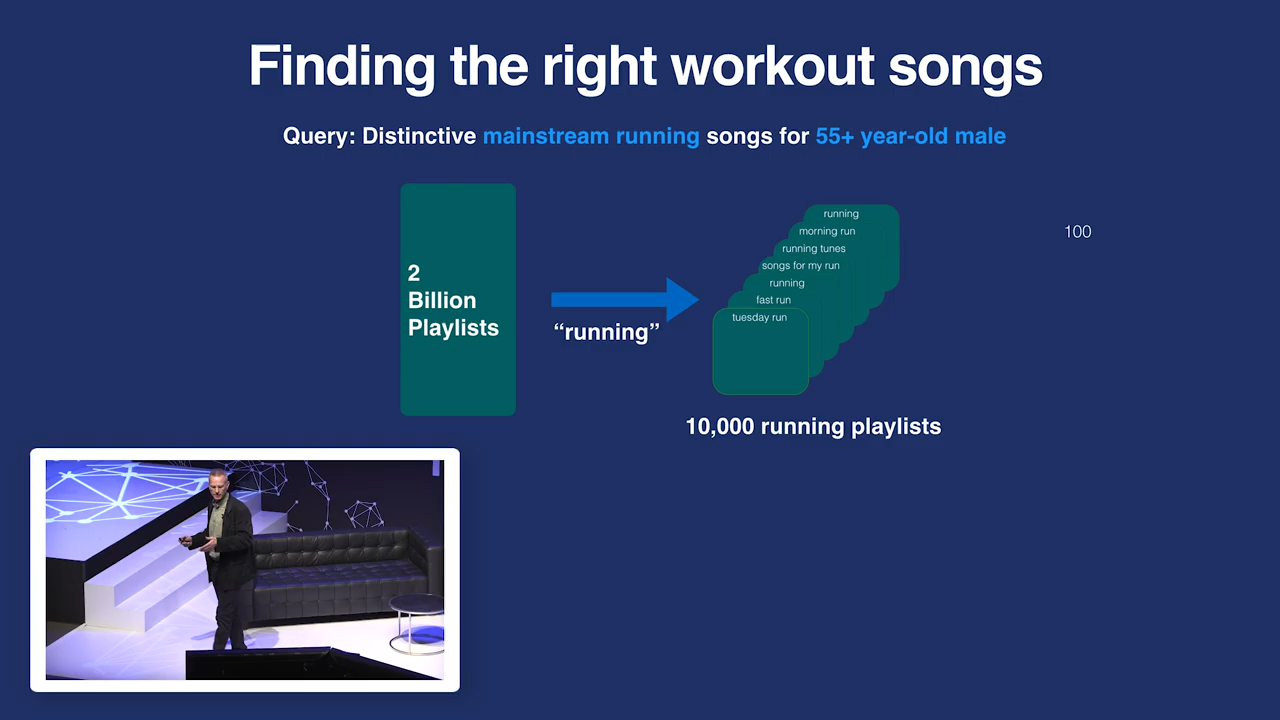 Finding the right workout songs
Query: Distinctive mainstream running songs for 55+ year-old male
2
Billion
Playlists
“running”
running
morning run
running tunes
songs for my run
running
fast run
tuesday run
10,000 running playlists
100